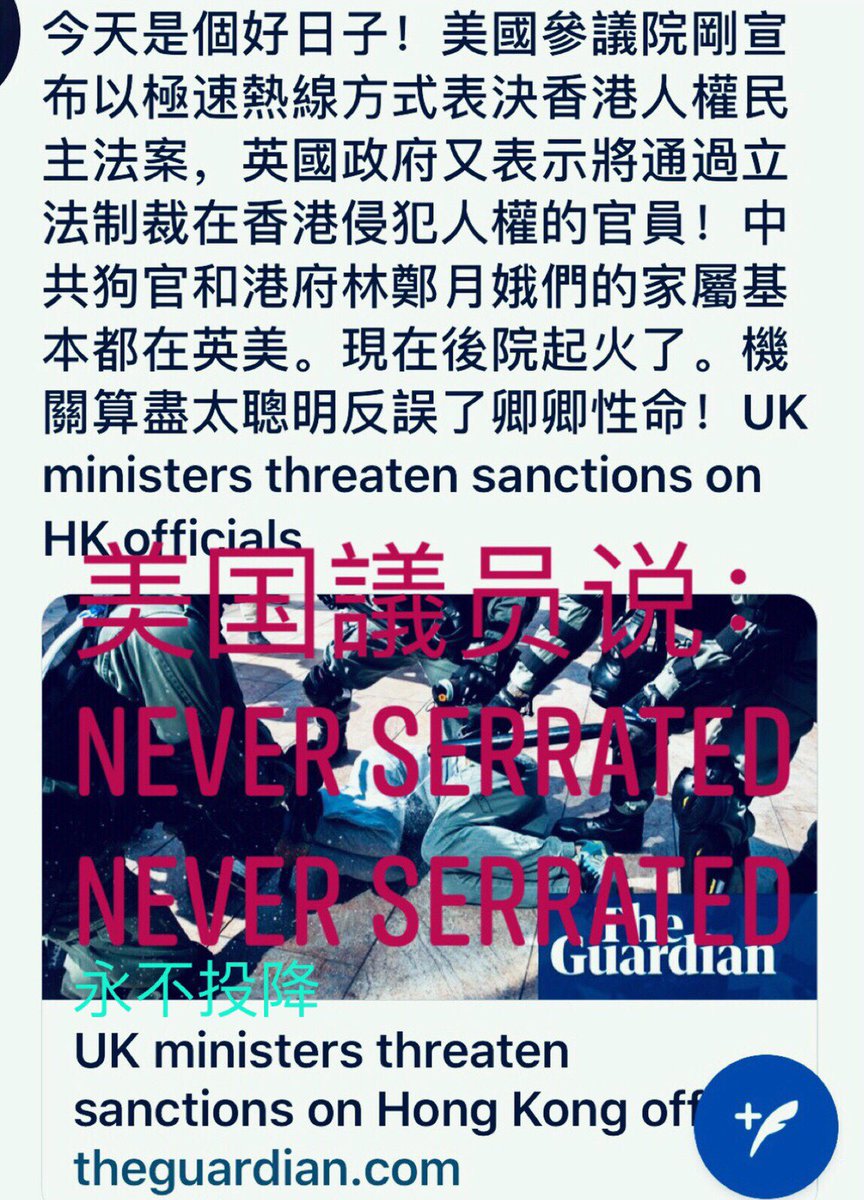 今天是個好日子！美國參議院剛宣
布以極速熱線方式表決香港人權民
主法案，英國政府又表示將通過立
法制裁在香港侵犯人權的官員！中
共狗官和港府林鄭月娥們的家屬基
本都在英美。現在後院起火了。機
關算盡太聰明反誤了卿卿性命！UK
ministers threaten sanctions on
HK officials
美国議员说：
NEVER SERRATED
NEVER SERRATED
The
Guardian
永不投降
UK ministers threaten
sanctions on Hong Kong off
theguardian.com